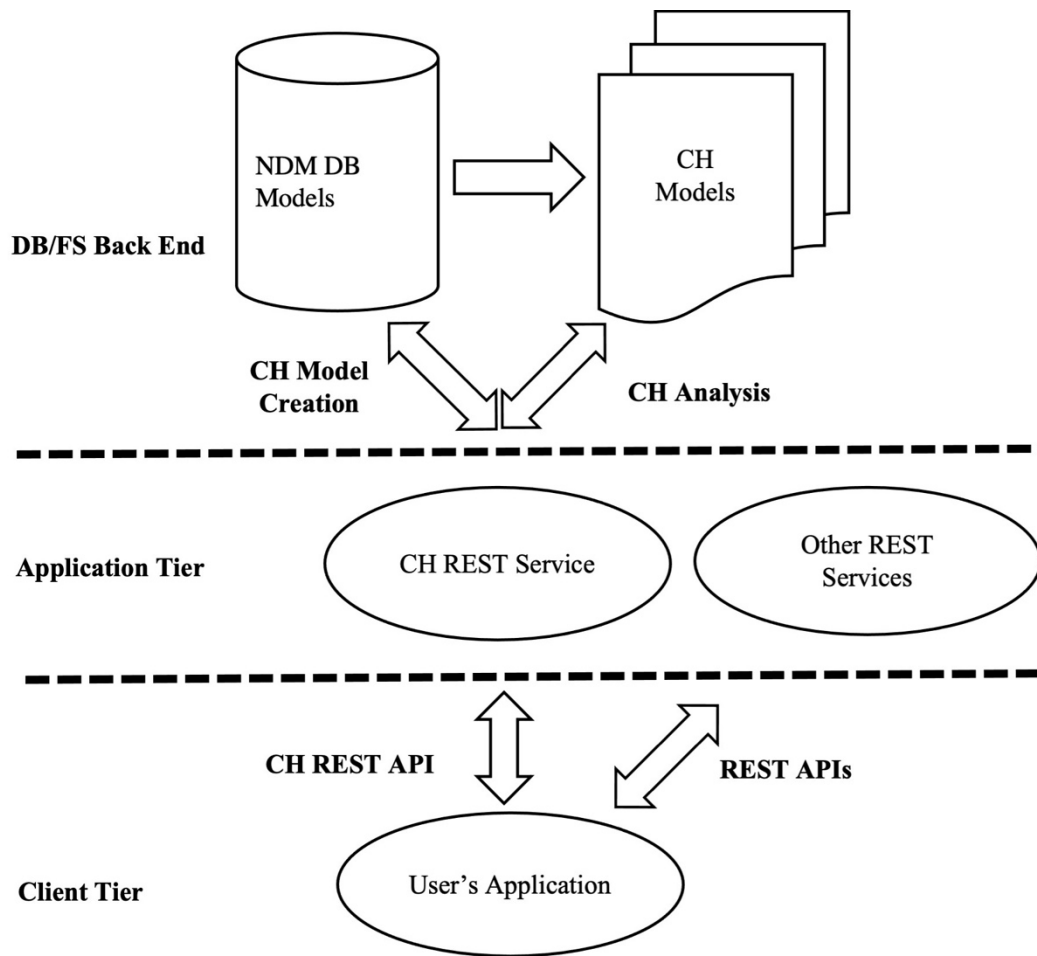 NDM DB
Models
CH
Models
DB/FS Back End
CH Model
Creation
CH Analysis
Application Tier
CH REST Service
Other REST
Services
CH REST API
REST APIs
Client Tier
User’s Application